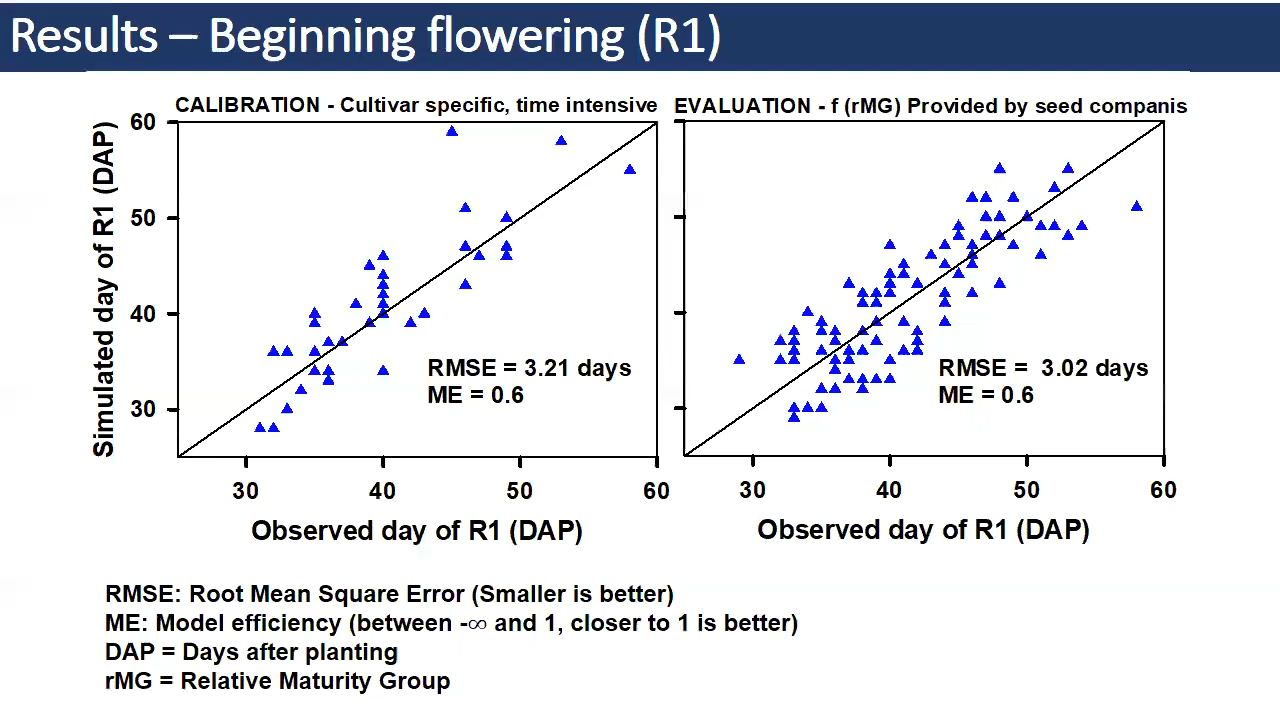 Results – Beginning flowering (R1)
CALIBRATION - Cultivar specific, time intensive
EVALUATION - f (rMG) Provided by seed companis
Simulated day of R1 (DAP)
60
50
40
30
RMSE = 3.21 days
ME = 0.6
RMSE = 3.02 days
ME = 0.6
30 40 50 60
30 40 50 60
Observed day of R1 (DAP)
Observed day of R1 (DAP)
RMSE: Root Mean Square Error (Smaller is better)
ME: Model efficiency (between -∞ and 1, closer to 1 is better)
DAP = Days after planting
rMG = Relative Maturity Group